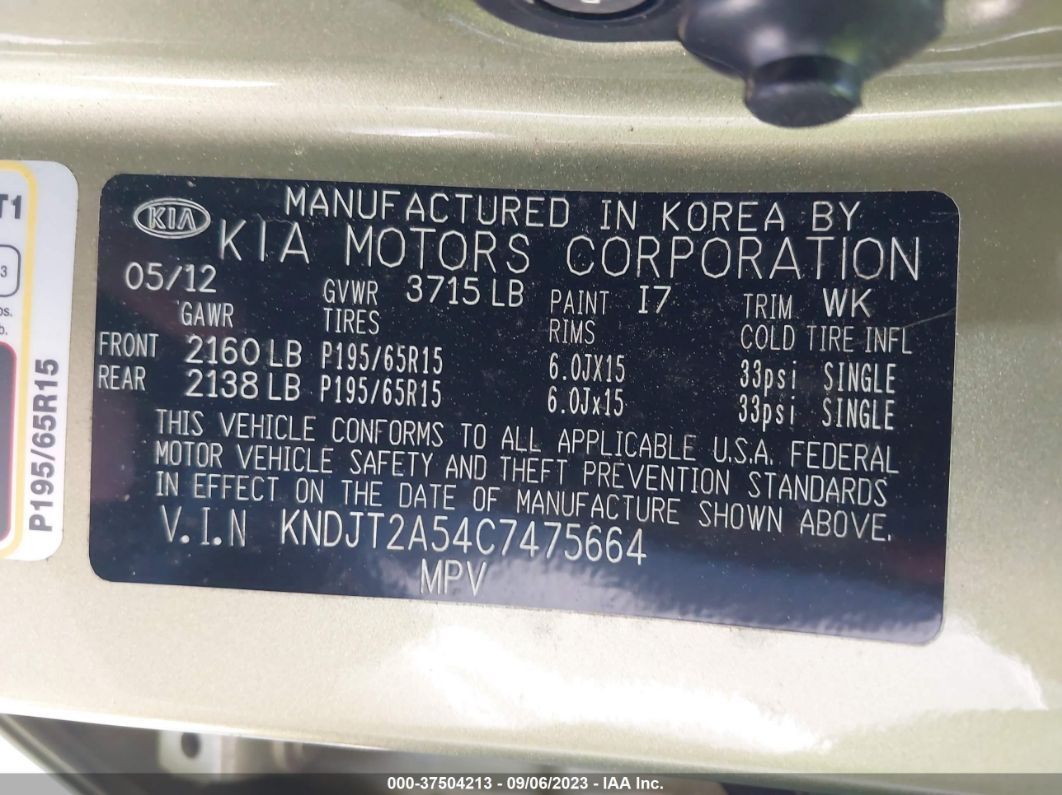 KIA
MANUFACTURED IN KOREA BY
KIA MOTORS CORPORATION
05/12 GVWR 3715 LB PAINT I7 TRIM WK
GAWR TIRES RIMS COLD TIRE INFL
FRONT 2160 LB P195/65R15 6.0JX15 33psi SINGLE
REAR 2138 LB P195/65R15 6.0Jx15 33psi SINGLE
THIS VEHICLE CONFORMS TO ALL APPLICABLE U.S.A. FEDERAL
MOTOR VEHICLE SAFETY AND THEFT PREVENTION STANDARDS
IN EFFECT ON THE DATE OF MANUFACTURE SHOWN ABOVE.
V.I.N KNDJT2A54C7475664
MPV
T1
3
P195/65R15
000-37504213 - 09/06/2023 - IAA Inc.